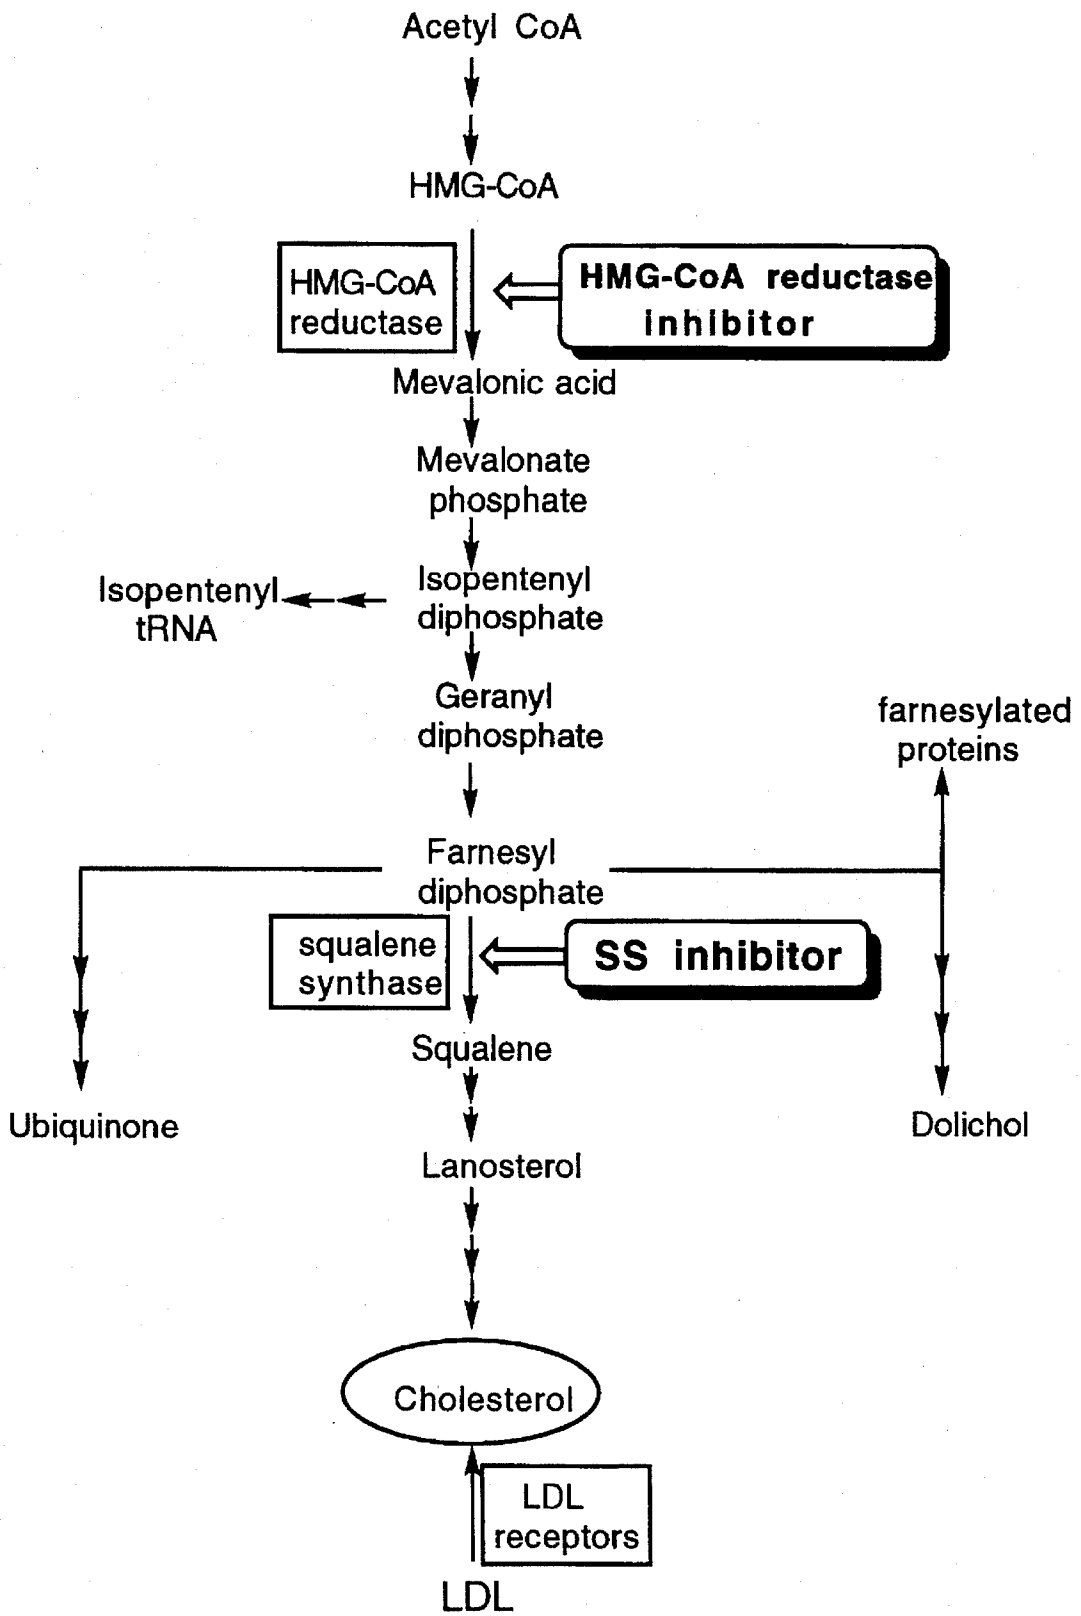 Acetyl CoA
HMG-CoA
HMG-CoA
reductase
HMG-CoA reductase
inhibitor
Mevalonic acid
Mevalonate
phosphate
Isopentenyl
tRNA
Isopentenyl
diphosphate
Geranyl
diphosphate
farnesylated
proteins
Farnesyl
diphosphate
squalene
synthase
SS inhibitor
Squalene
Ubiquinone
Dolichol
Lanosterol
Cholesterol
LDL
receptors
LDL